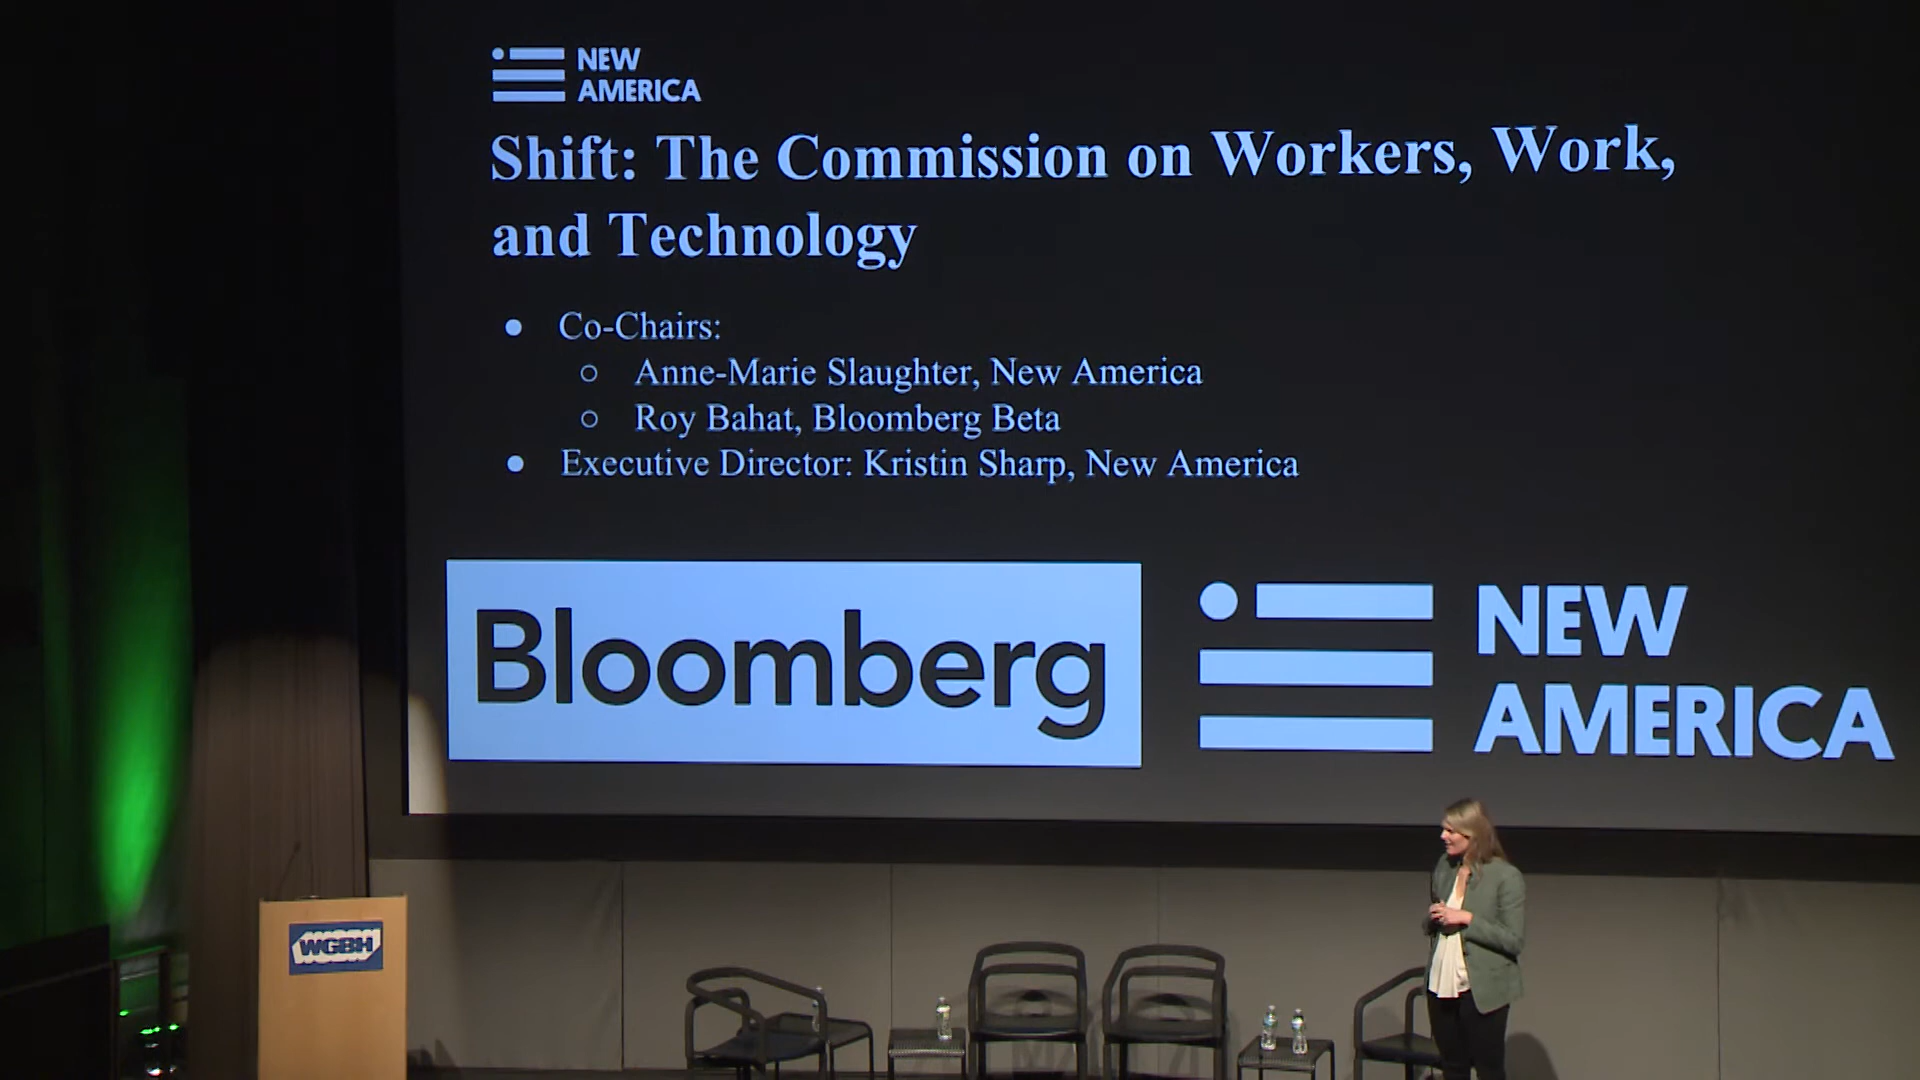 NEW
AMERICA
Shift: The Commission on Workers, Work,
and Technology
Co-Chairs:
Anne-Marie Slaughter, New America
Roy Bahat, Bloomberg Beta
Executive Director: Kristin Sharp, New America
Bloomberg
NEW
AMERICA
WGBH